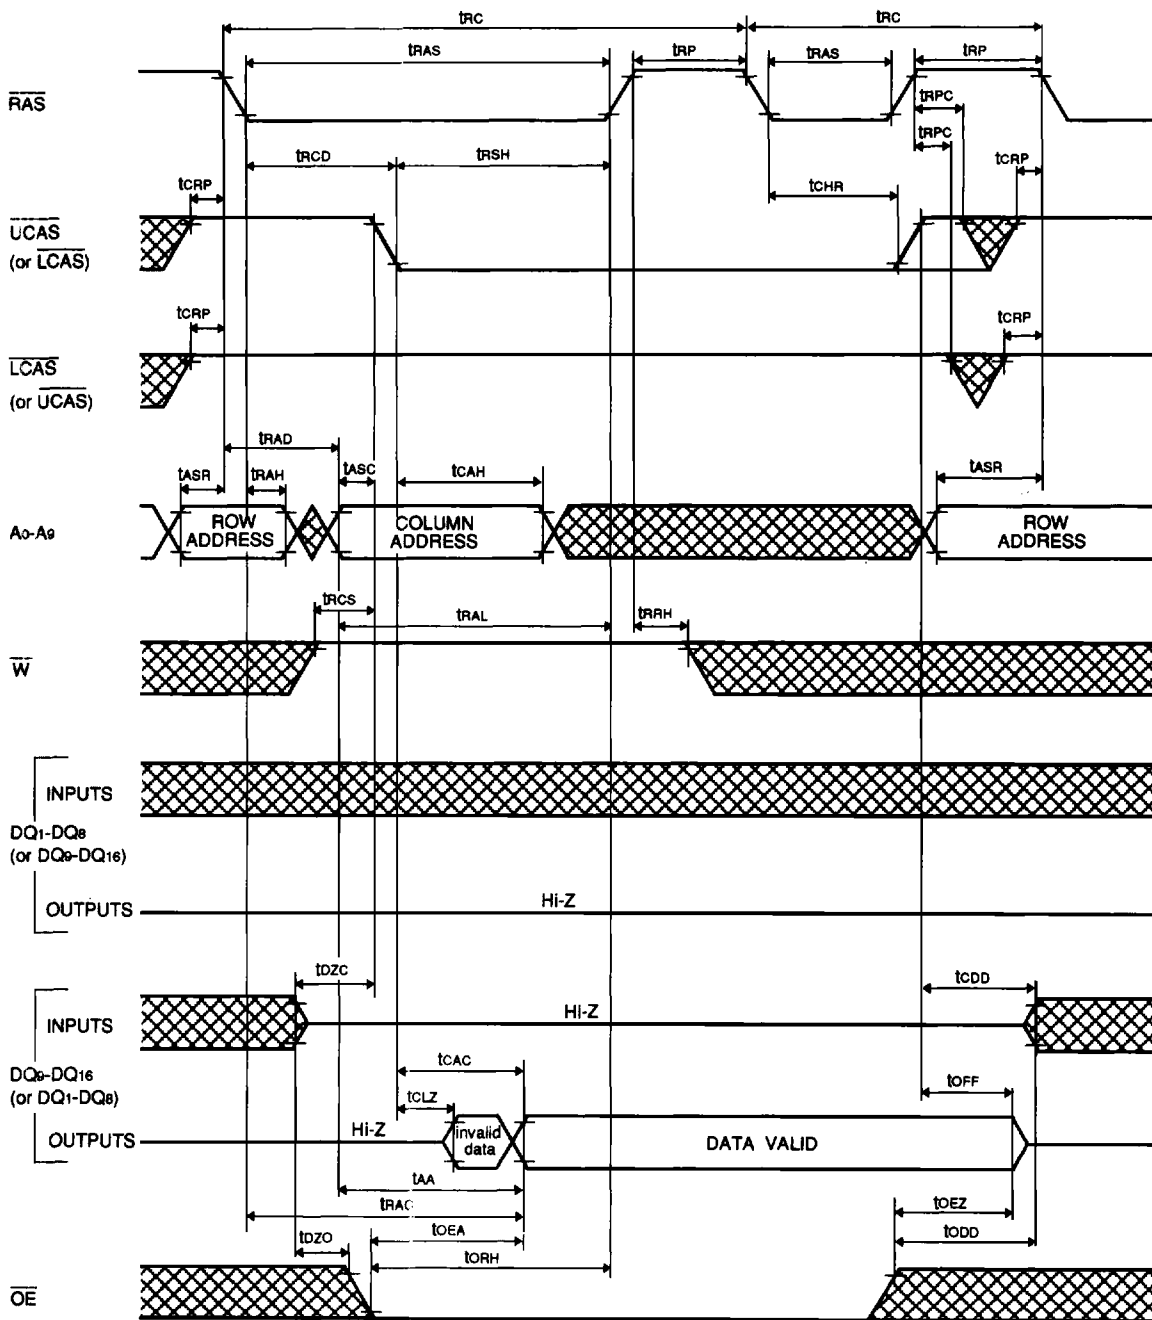 tRC tRC
tRAS tRP tRAS tRP
RAS
tRPC
tRPC
tRCD tRSH
tCRP tCHR tCRP
UCAS
(or LCAS)
tCRP tCRP
LCAS
(or UCAS)
tRAD
tASR tRAH tASC tCAH tASR
A0-A9 ROW ADDRESS COLUMN ADDRESS ROW ADDRESS
tRCS tRAL tRRH
W
INPUTS
DQ1-DQ8
(or DQ9-DQ16)
OUTPUTS Hi-Z
tDZC tCDD
INPUTS Hi-Z
DQ9-DQ16
(or DQ1-DQ8)
tCAC
tCLZ tOFF
OUTPUTS Hi-Z invalid data DATA VALID
tAA
tRAC tOEZ
tDZO tOEA tODD
tORH
OE